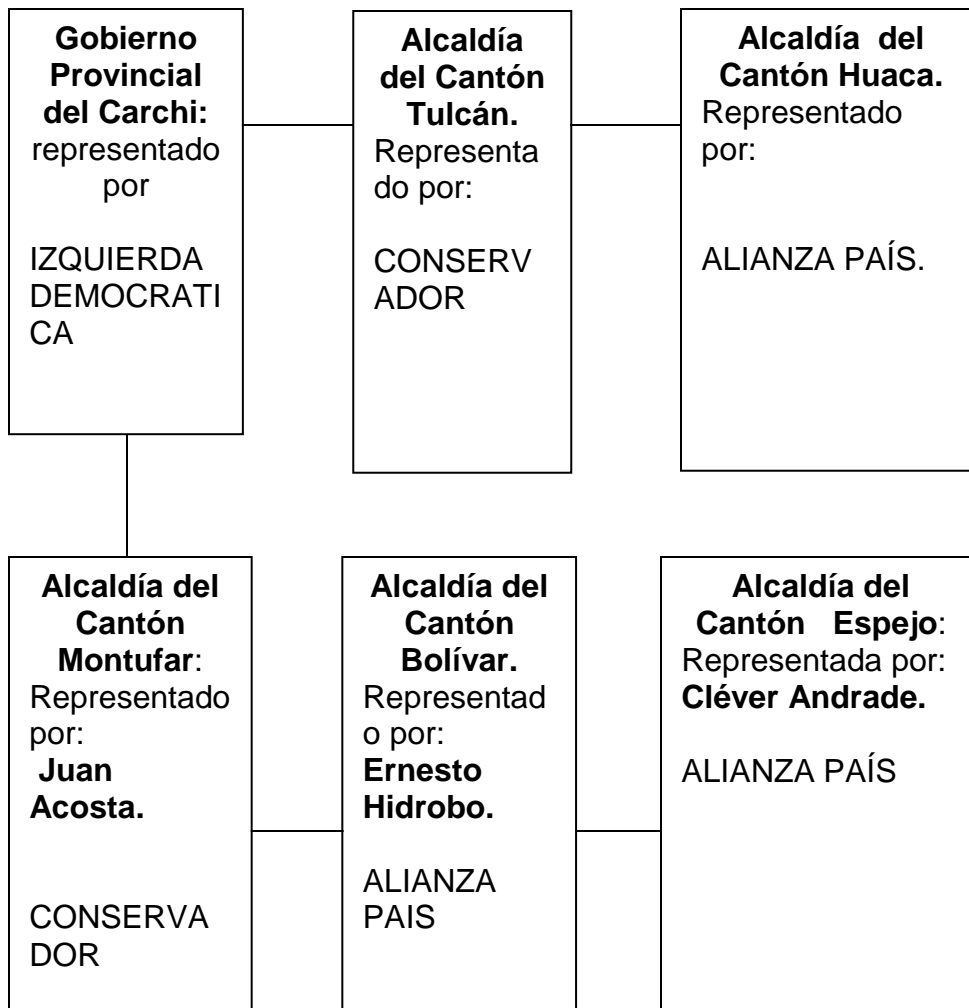 Gobierno
Provincial
del Carchi:
representado
por
IZQUIERDA
DEMOCRATI
CA
Alcaldía
del Cantón
Tulcán.
Representa
do por:
CONSERV
ADOR
Alcaldía del
Cantón Huaca.
Representado
por:
ALIANZA PAÍS.
Alcaldía del
Cantón
Montufar:
Representado
por:
Juan
Acosta.
CONSERVA
DOR
Alcaldía del
Cantón
Bolívar.
Representad
o por:
Ernesto
Hidrobo.
ALIANZA
PAIS
Alcaldía del
Cantón Espejo:
Representada por:
Cléver Andrade.
ALIANZA PAÍS